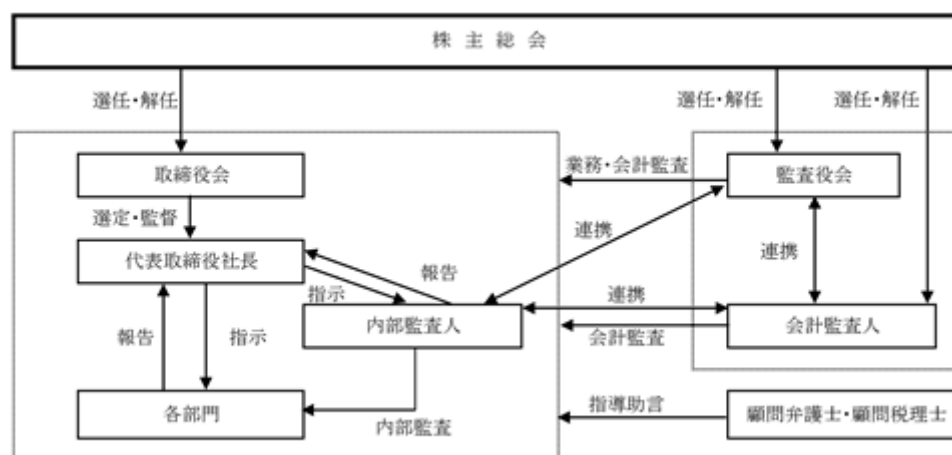 株 主 総 会
選任・解任
選任・解任
選任・解任
取締役会
業務・会計監査
監査役会
選定・監督
連携
代表取締役社長
報告
連携
指示
連携
内部監査人
会計監査人
報告
指示
会計監査
各部門
指導助言
顧問弁護士・顧問税理士
内部監査